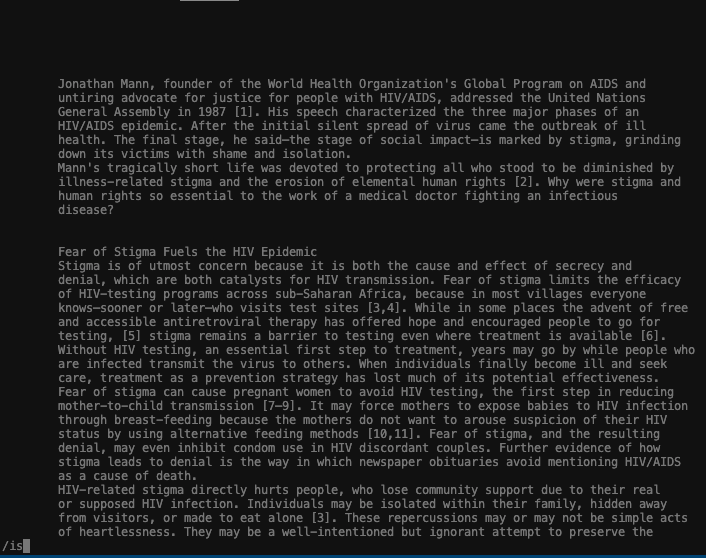 Jonathan Mann, founder of the World Health Organization's Global Program on AIDS and
untiring advocate for justice for people with HIV/AIDS, addressed the United Nations
General Assembly in 1987 [1]. His speech characterized the three major phases of an
HIV/AIDS epidemic. After the initial silent spread of virus came the outbreak of ill
health. The final stage, he said—the stage of social impact—is marked by stigma, grinding
down its victims with shame and isolation.
Mann's tragically short life was devoted to protecting all who stood to be diminished by
illness-related stigma and the erosion of elemental human rights [2]. Why were stigma and
human rights so essential to the work of a medical doctor fighting an infectious
disease?
Fear of Stigma Fuels the HIV Epidemic
Stigma is of utmost concern because it is both the cause and effect of secrecy and
denial, which are both catalysts for HIV transmission. Fear of stigma limits the efficacy
of HIV-testing programs across sub-Saharan Africa, because in most villages everyone
knows—sooner or later—who visits test sites [3,4]. While in some places the advent of free
and accessible antiretroviral therapy has offered hope and encouraged people to go for
testing, [5] stigma remains a barrier to testing even where treatment is available [6].
Without HIV testing, an essential first step to treatment, years may go by while people who
are infected transmit the virus to others. When individuals finally become ill and seek
care, treatment as a prevention strategy has lost much of its potential effectiveness.
Fear of stigma can cause pregnant women to avoid HIV testing, the first step in reducing
mother-to-child transmission [7–9]. It may force mothers to expose babies to HIV infection
through breast-feeding because the mothers do not want to arouse suspicion of their HIV
status by using alternative feeding methods [10,11]. Fear of stigma, and the resulting
denial, may even inhibit condom use in HIV discordant couples. Further evidence of how
stigma leads to denial is the way in which newspaper obituaries avoid mentioning HIV/AIDS
as a cause of death.
HIV-related stigma directly hurts people, who lose community support due to their real
or supposed HIV infection. Individuals may be isolated within their family, hidden away
from visitors, or made to eat alone [3]. These repercussions may or may not be simple acts
of heartlessness. They may be a well-intentioned but ignorant attempt to preserve the
/is